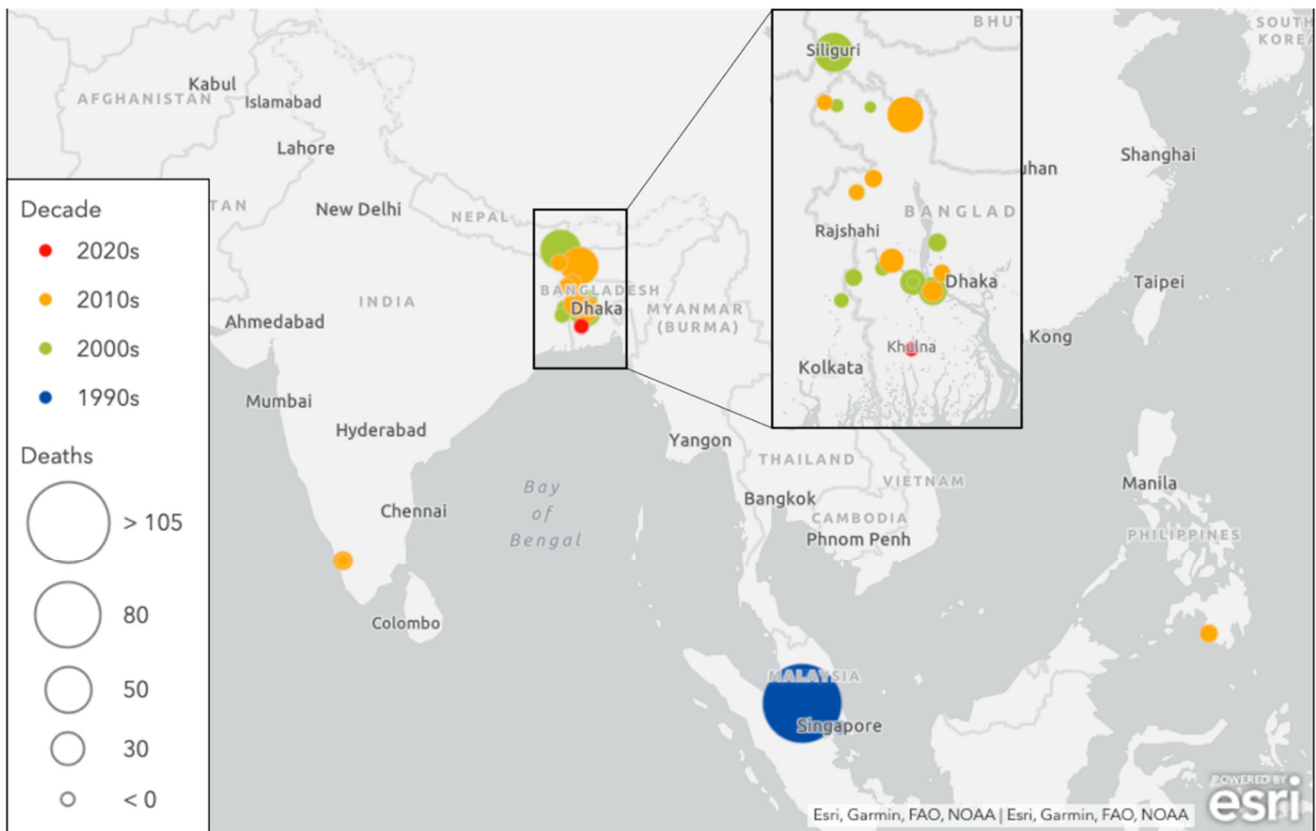 BHUT
SOUTH
KOREA
Siliguri
Kabul
AFGHANISTAN
Islamabad
Lahore
uhan
Shanghai
TAN
New Delhi
NEPAL
BANGLAD
Rajshahi
Decade
2020s
2010s
2000s
1990s
INDIA
BANGLADESH
Dhaka
MYANMAR
(BURMA)
Dhaka
Taipei
Ahmedabad
Khulna
Kong
Kolkata
Mumbai
Hyderabad
Yangon
THAILAND
VIETNAM
Deaths
> 105
80
50
30
< 0
Bay
of
Bengal
Chennai
Bangkok
CAMBODIA
Phnom Penh
Manila
PHILIPPINES
Colombo
MALAYSIA
Singapore
POWERED BY
esri
Esri, Garmin, FAO, NOAA | Esri, Garmin, FAO, NOAA